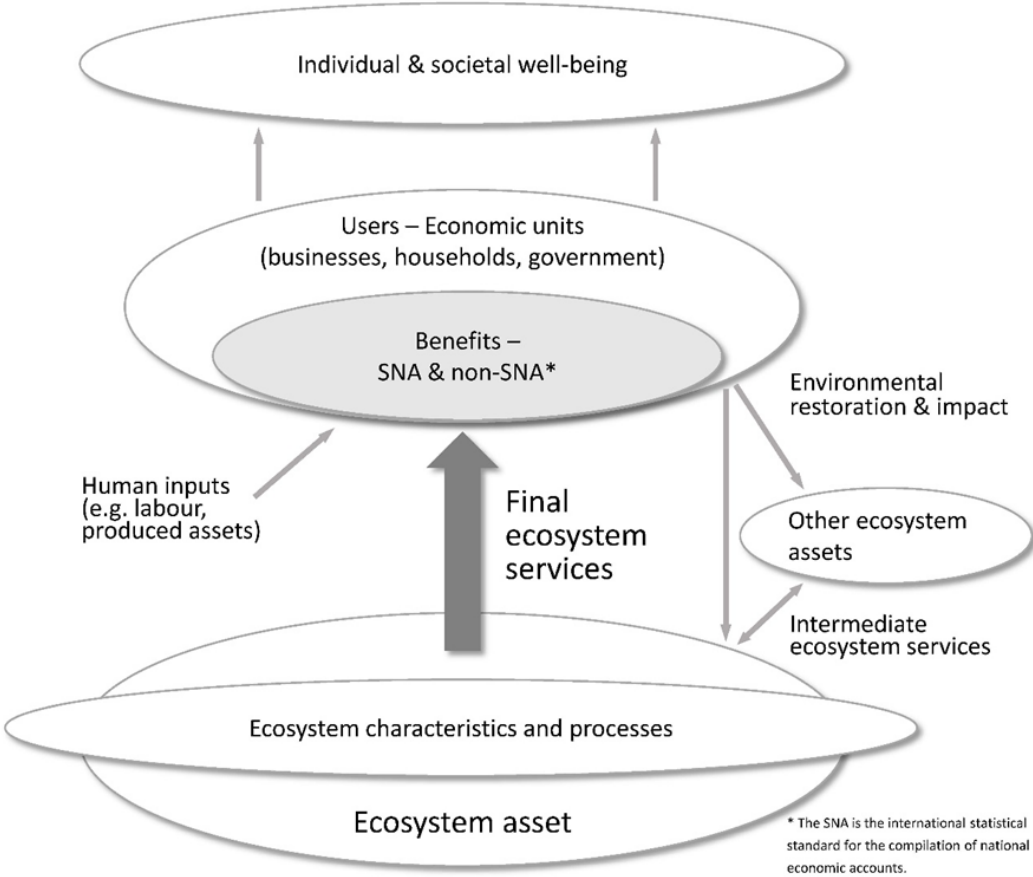 Individual & societal well-being
Users – Economic units
(businesses, households, government)
Benefits –
SNA & non-SNA*
Environmental
restoration & impact
Human inputs
(e.g. labour,
produced assets)
Final
ecosystem
services
Other ecosystem
assets
Intermediate
ecosystem services
Ecosystem characteristics and processes
Ecosystem asset
* The SNA is the international statistical
standard for the compilation of national
economic accounts.